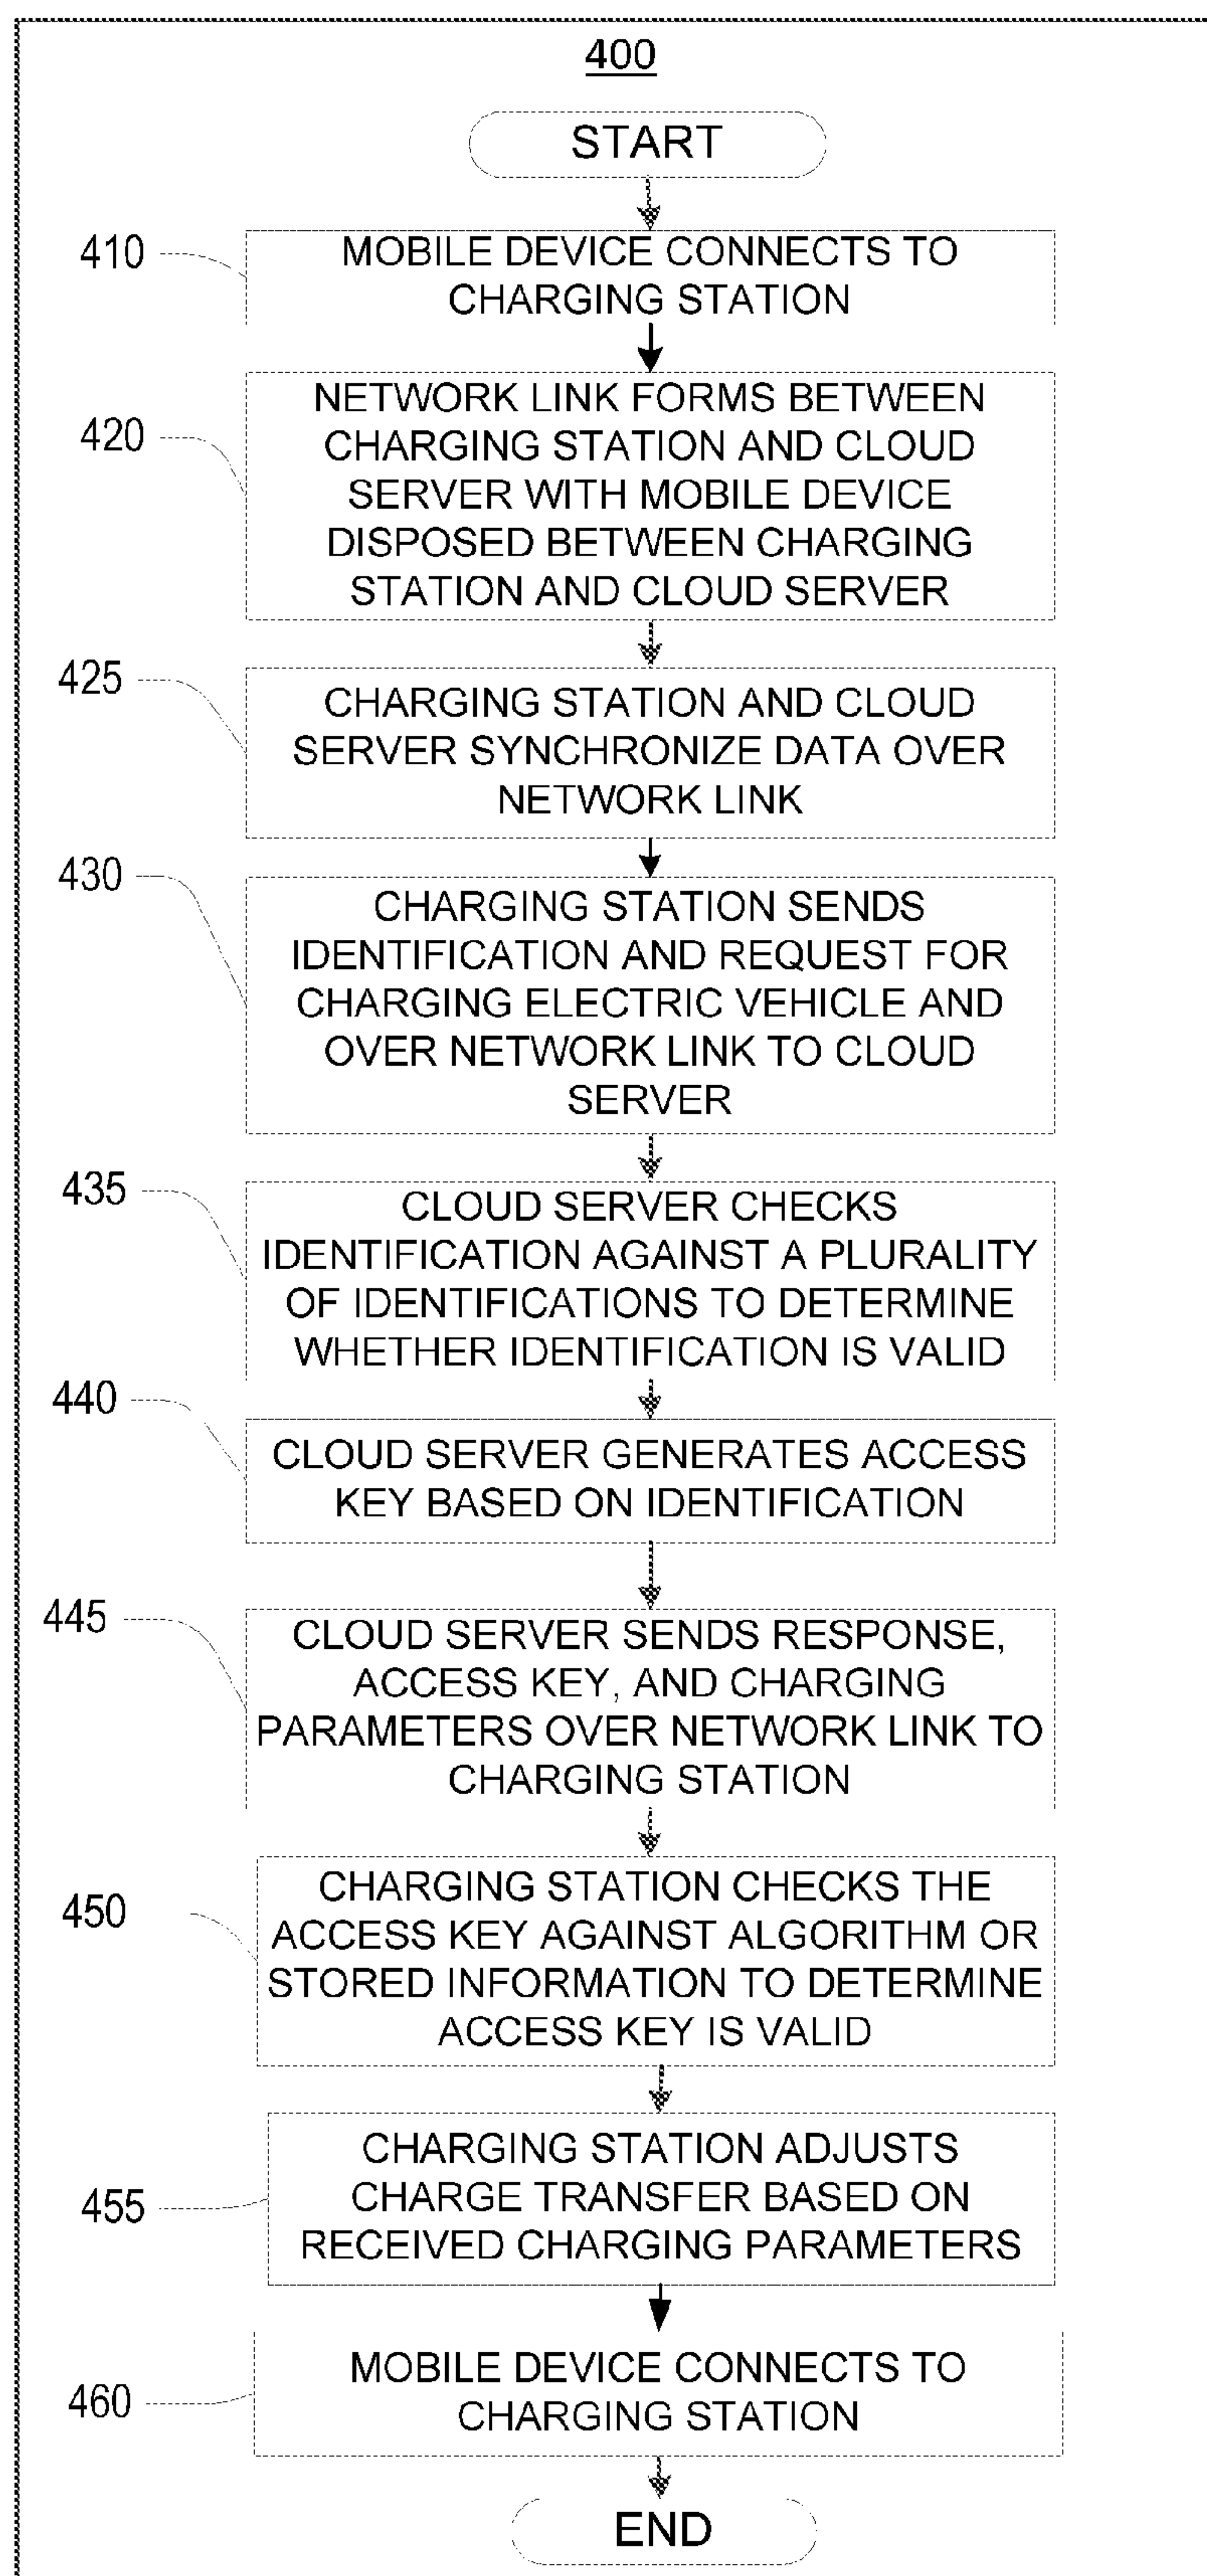 400
START
410
MOBILE DEVICE CONNECTS TO
CHARGING STATION
420
NETWORK LINK FORMS BETWEEN
CHARGING STATION AND CLOUD
SERVER WITH MOBILE DEVICE
DISPOSED BETWEEN CHARGING
STATION AND CLOUD SERVER
425
CHARGING STATION AND CLOUD
SERVER SYNCHRONIZE DATA OVER
NETWORK LINK
430
CHARGING STATION SENDS
IDENTIFICATION AND REQUEST FOR
CHARGING ELECTRIC VEHICLE AND
OVER NETWORK LINK TO CLOUD
SERVER
435
CLOUD SERVER CHECKS
IDENTIFICATION AGAINST A PLURALITY
OF IDENTIFICATIONS TO DETERMINE
WHETHER IDENTIFICATION IS VALID
440
CLOUD SERVER GENERATES ACCESS
KEY BASED ON IDENTIFICATION
445
CLOUD SERVER SENDS RESPONSE,
ACCESS KEY, AND CHARGING
PARAMETERS OVER NETWORK LINK TO
CHARGING STATION
450
CHARGING STATION CHECKS THE
ACCESS KEY AGAINST ALGORITHM OR
STORED INFORMATION TO DETERMINE
ACCESS KEY IS VALID
455
CHARGING STATION ADJUSTS
CHARGE TRANSFER BASED ON
RECEIVED CHARGING PARAMETERS
460
MOBILE DEVICE CONNECTS TO
CHARGING STATION
END